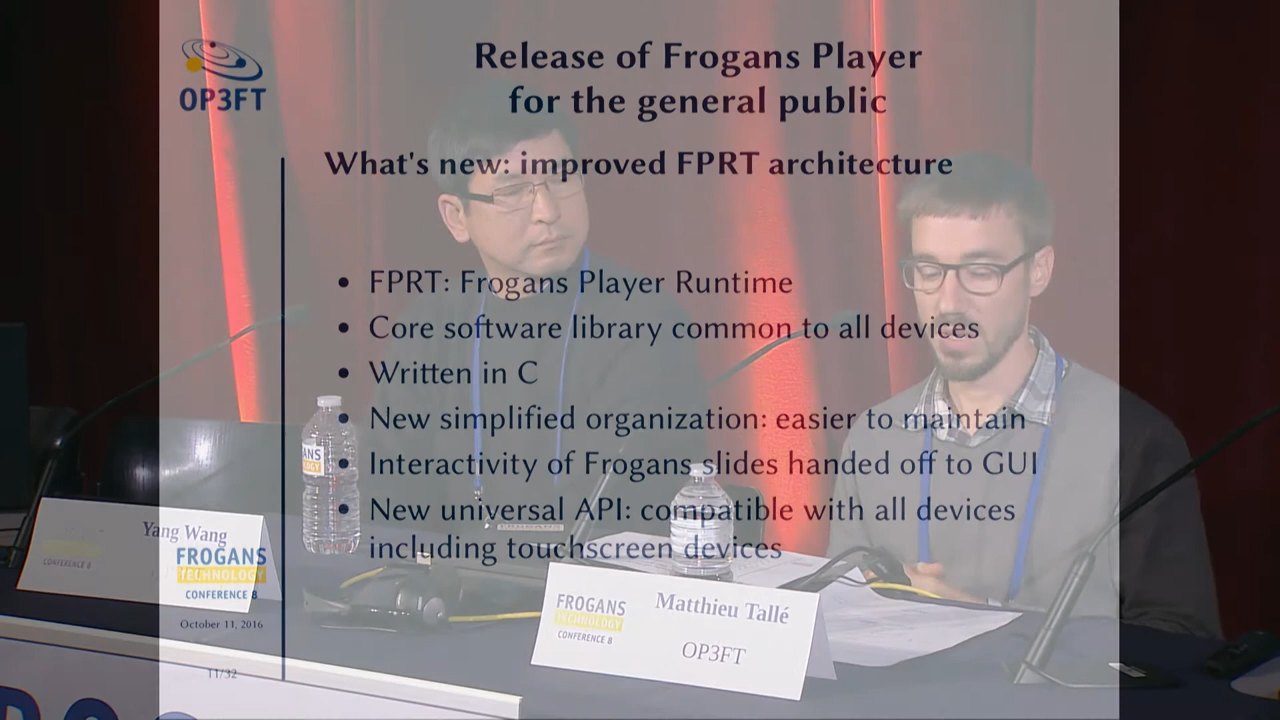 OP3FT
Release of Frogans Player
for the general public
What's new: improved FPRT architecture
• FPRT: Frogans Player Runtime
• Core software library common to all devices
• Written in C
• New simplified organization: easier to maintain
• Interactivity of Frogans slides handed off to GUI
• New universal API: compatible with all devices
including touchscreen devices
FROGANS
TECHNOLOGY
CONFERENCE 8
October 11, 2016
11/32
Yang Wang
CONFERENCE 8
FROGANS
TECHNOLOGY
CONFERENCE 8
Matthieu Tallé
OP3FT